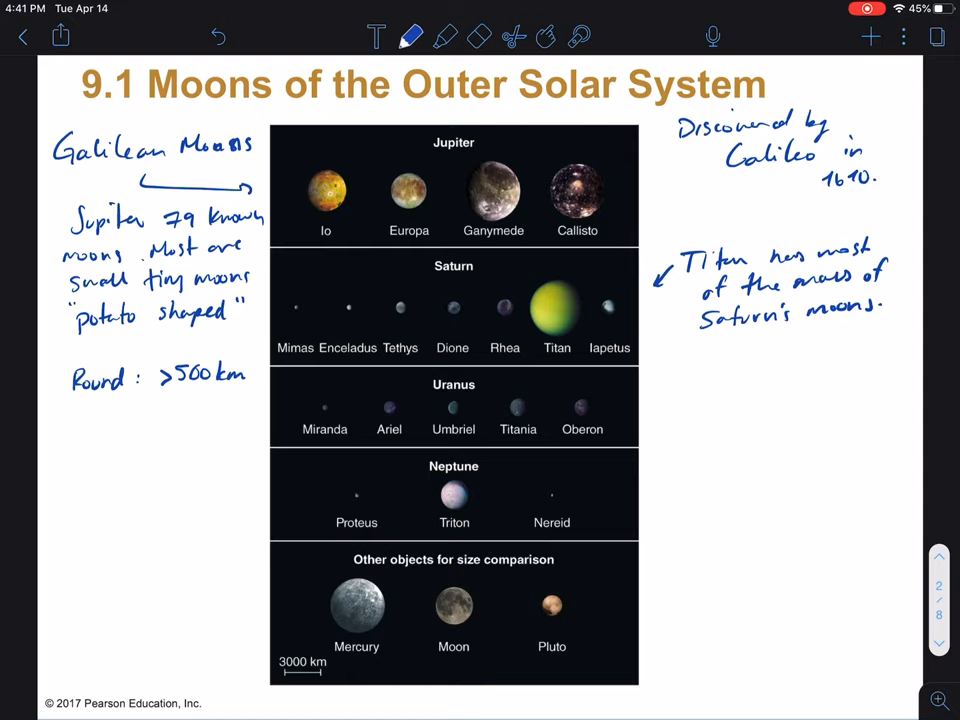 4:41 PM Tue Apr 14
45%
9.1 Moons of the Outer Solar System
Galilean Moons
Jupiter 79 known
moons. Most are
small tiny moons
"potato shaped"
Round: >500 km
Jupiter
Io Europa Ganymede Callisto
Saturn
Mimas Enceladus Tethys Dione Rhea Titan Iapetus
Uranus
Miranda Ariel Umbriel Titania Oberon
Neptune
Proteus Triton Nereid
Other objects for size comparison
Mercury Moon Pluto
3000 km
Discovered by
Galileo in
1610.
Titan has most
of the mass of
Saturn's moons.
2
/
8
© 2017 Pearson Education, Inc.